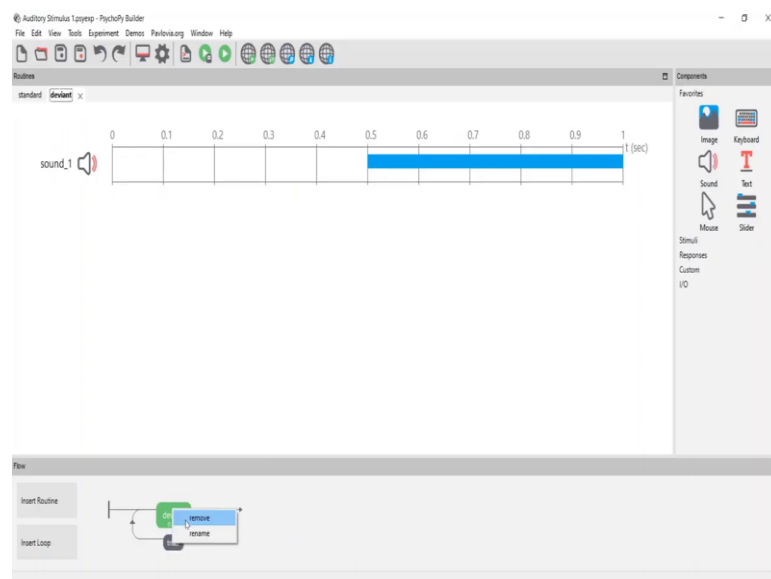 Auditory Stimulus 1.psyexp - PsychoPy Builder
File Edit View Tools Experiment Demos Pavlovia.org Window Help
Routines
Components
standard deviant
Favorites
0 0.1 0.2 0.3 0.4 0.5 0.6 0.7 0.8 0.9 1
t (sec)
sound_1
Image Keyboard
Sound Text
Mouse Slider
Stimuli
Responses
Custom
I/O
Flow
Insert Routine
remove
rename
Insert Loop